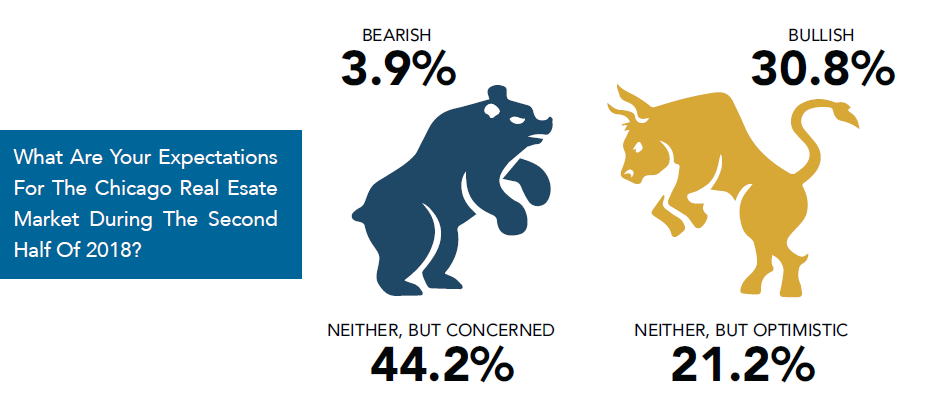 What Are Your Expectations
For The Chicago Real Esate
Market During The Second
Half Of 2018?
BEARISH
3.9%
BULLISH
30.8%
NEITHER, BUT CONCERNED
44.2%
NEITHER, BUT OPTIMISTIC
21.2%